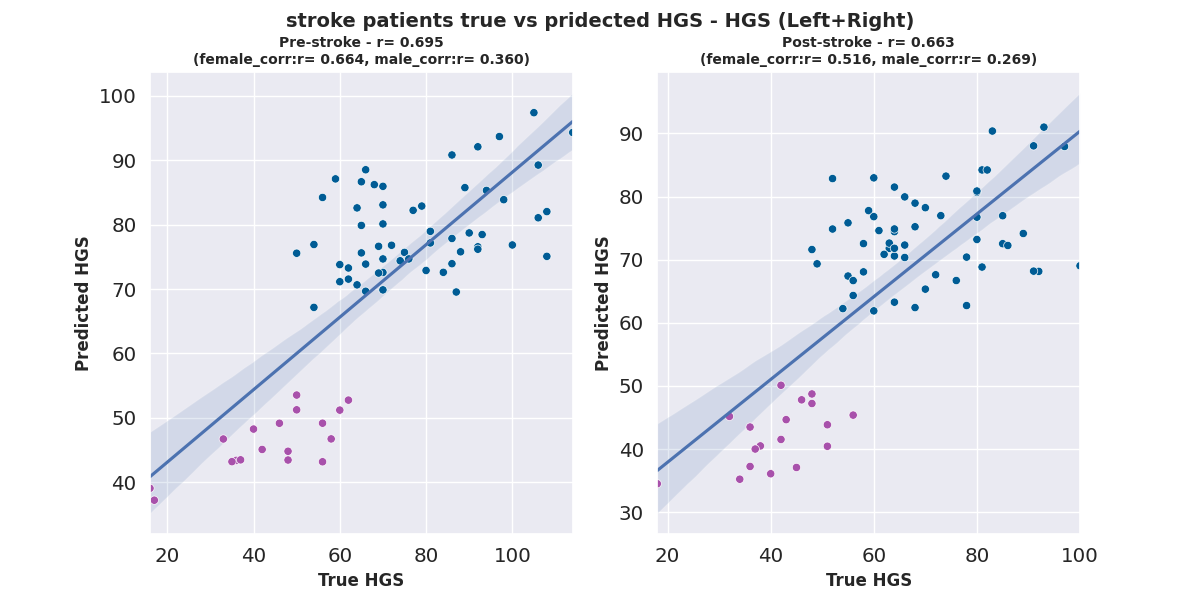 stroke patients true vs pridected HGS - HGS (Left+Right)
Pre-stroke - r= 0.695
(female_corr:r= 0.664, male_corr:r= 0.360)
100
90
80
70
60
50
40
Predicted HGS
20 40 60 80 100
True HGS
Post-stroke - r= 0.663
(female_corr:r= 0.516, male_corr:r= 0.269)
90
80
70
60
50
40
30
Predicted HGS
20 40 60 80 100
True HGS